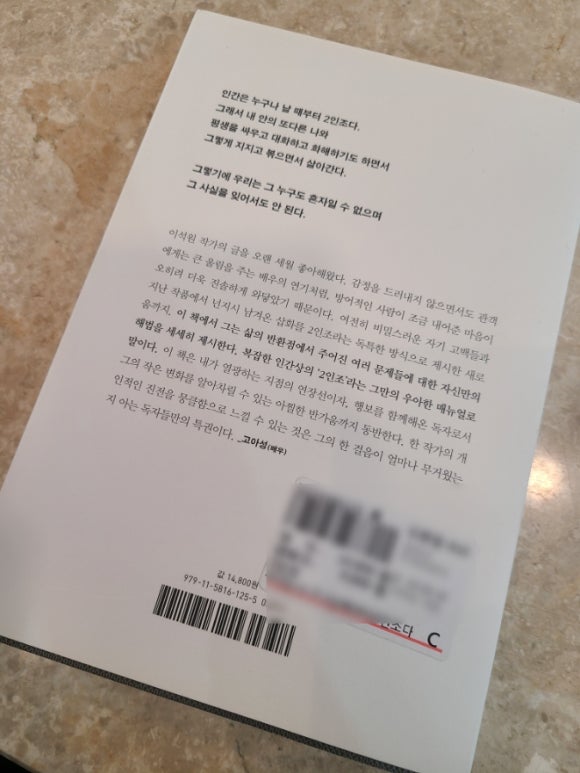 인간은 누구나 날 때부터 2인조다.
그래서 내 안의 또다른 나와
평생을 싸우고 대화하고 화해하기도 하면서
그렇게 지지고 볶으면서 살아간다.
그렇기에 우리는 그 누구도 혼자일 수 없으며
그 사실을 잊어서도 안 된다.
이석원 작가의 글을 오랜 세월 좋아해왔다. 감정을 드러내지 않으면서도 관객
에게는 큰 울림을 주는 배우의 연기처럼, 방어적인 사람이 조금 내어준 마음이
오히려 더욱 진솔하게 와닿았기 때문이다. 여전히 비밀스러운 자기 고백들과
지난 작품에서 넌지시 남겨온 삽화를 2인조라는 독특한 방식으로 제시한 새로
움까지. 이 책에서 그는 삶의 반환점에서 주어진 여러 문제들에 대한 자신만의
해법을 세세히 제시한다. 복잡한 인간상의 '2인조'라는 그만의 우아한 매뉴얼로
말이다. 이 책은 내가 열광하는 지점의 연장선이자, 행보를 함께해온 독자로서
그의 작은 변화를 알아차릴 수 있는 아찔한 반가움까지 동반한다. 한 작가의 개
인적인 진전을 뭉클함으로 느낄 수 있는 것은 그의 한 걸음이 얼마나 무거웠는
지 아는 독자들만의 특권이다. _고아성(배우)
값 14,800원
979-11-5816-125-5
C